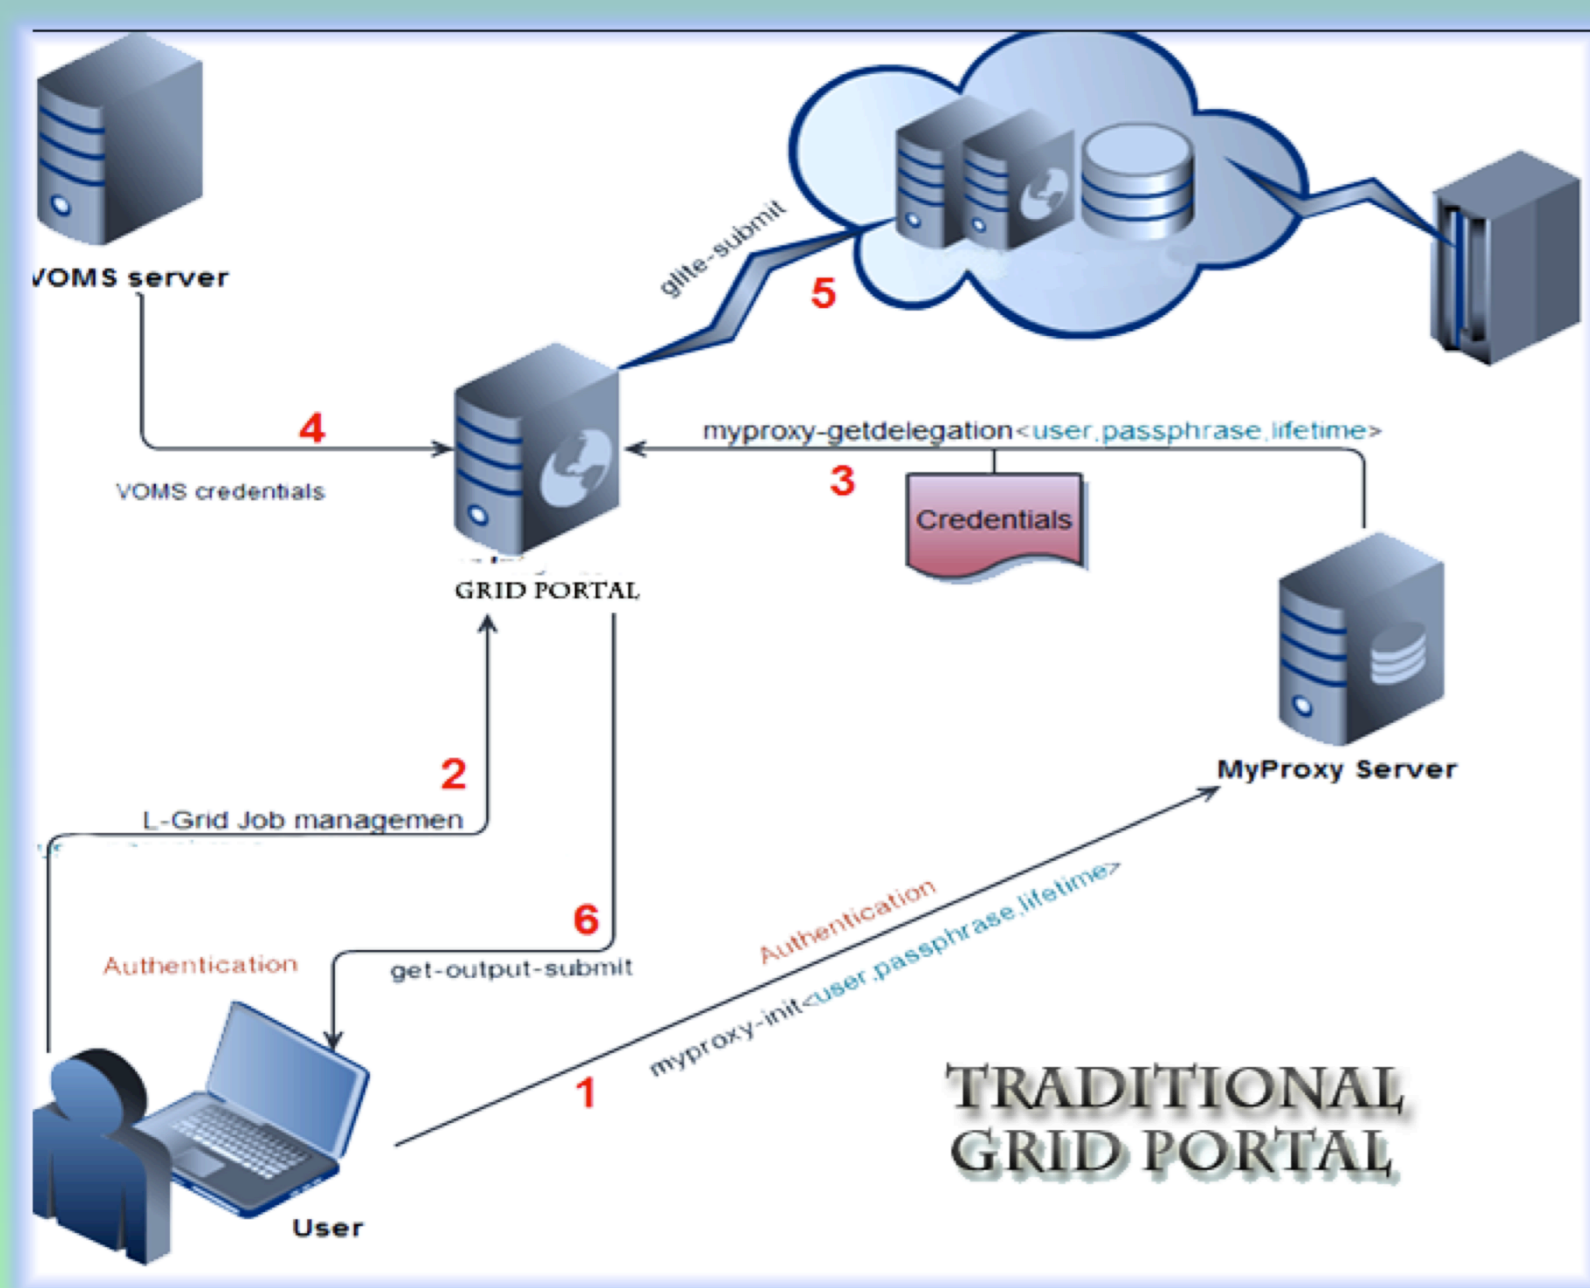 VOMS server
glite-submit
5
4
VOMS credentials
myproxy-getdelegation<user,passphrase,lifetime>
3
Credentials
GRID PORTAL
MyProxy Server
2
L-Grid Job managemen
6
get-output-submit
Authentication
Authentication
myproxy-init<user,passphrase,lifetime>
1
User
TRADITIONAL
GRID PORTAL